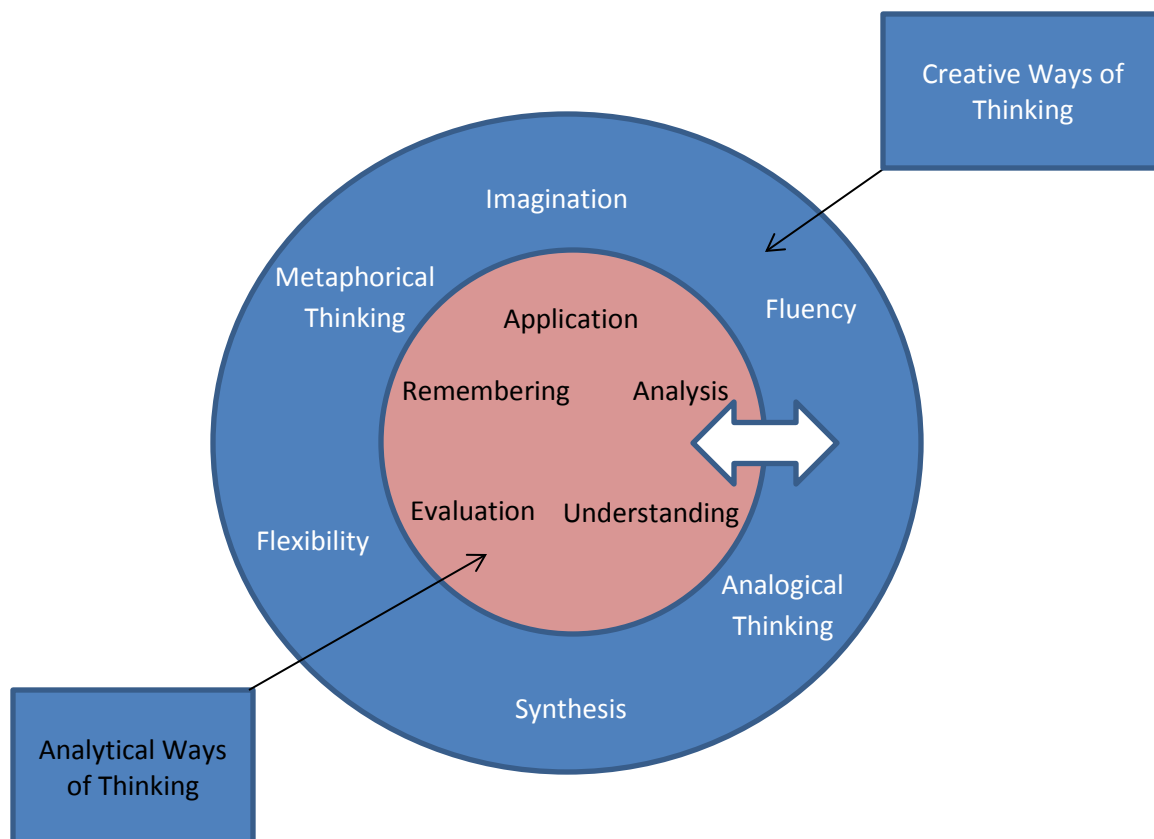 Creative Ways of
Thinking
Imagination
Metaphorical
Thinking
Fluency
Application
Remembering
Analysis
Evaluation
Understanding
Flexibility
Analogical
Thinking
Synthesis
Analytical Ways
of Thinking